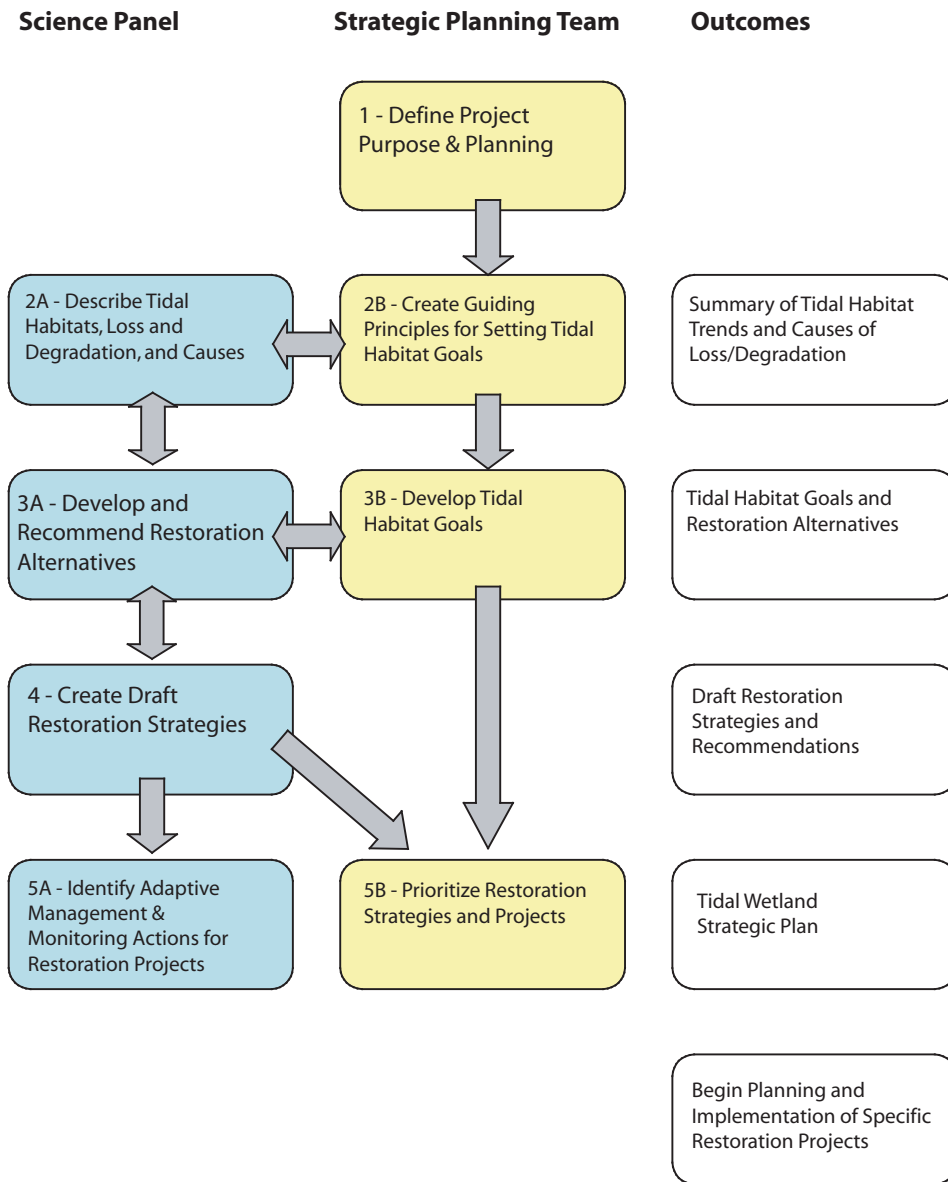 Science Panel
Strategic Planning Team
Outcomes
1 - Define Project
Purpose & Planning
2A - Describe Tidal
Habitats, Loss and
Degradation, and Causes
2B - Create Guiding
Principles for Setting Tidal
Habitat Goals
Summary of Tidal Habitat
Trends and Causes of
Loss/Degradation
3A - Develop and
Recommend Restoration
Alternatives
3B - Develop Tidal
Habitat Goals
Tidal Habitat Goals and
Restoration Alternatives
4 - Create Draft
Restoration Strategies
Draft Restoration
Strategies and
Recommendations
5A - Identify Adaptive
Management &
Monitoring Actions for
Restoration Projects
5B - Prioritize Restoration
Strategies and Projects
Tidal Wetland
Strategic Plan
Begin Planning and
Implementation of Specific
Restoration Projects